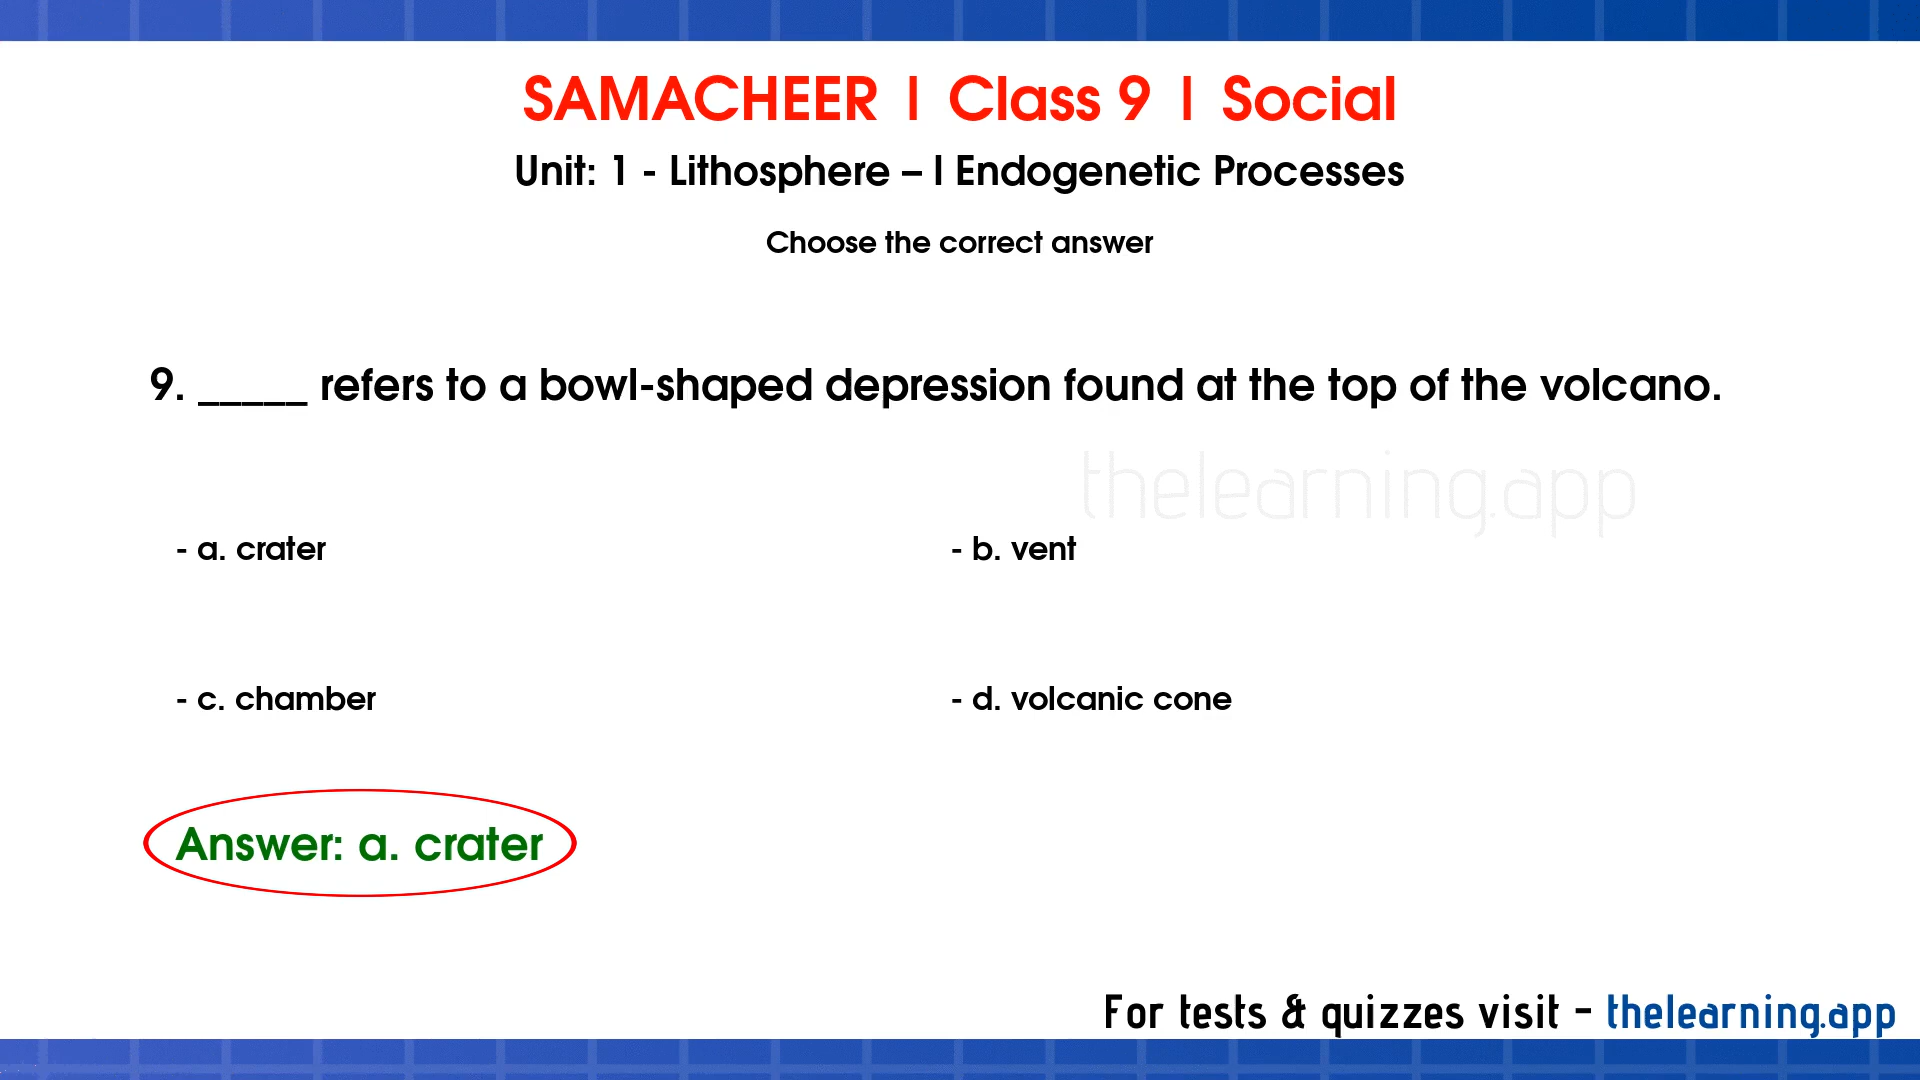 SAMACHEER | Class 9 | Social
Unit: 1 - Lithosphere – I Endogenetic Processes
Choose the correct answer
9. _____ refers to a bowl-shaped depression found at the top of the volcano.
thelearning.app
- a. crater
- b. vent
- c. chamber
- d. volcanic cone
Answer: a. crater
For tests & quizzes visit - thelearning.app